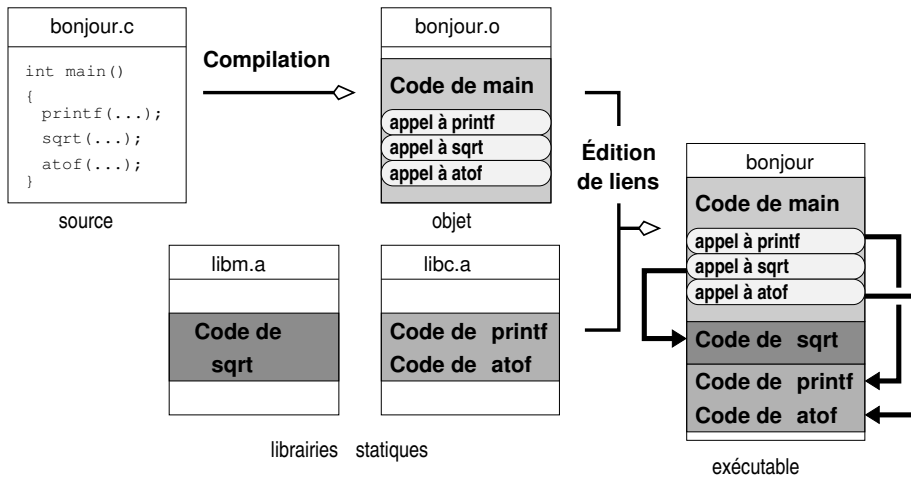 bonjour.c
int main()
{
printf(...);
sqrt(...);
atof(...);
}
source
Compilation
bonjour.o
Code de main
appel à printf
appel à sqrt
appel à atof
objet
Édition
de liens
libm.a
Code de
sqrt
libc.a
Code de printf
Code de atof
librairies statiques
bonjour
Code de main
appel à printf
appel à sqrt
appel à atof
Code de sqrt
Code de printf
Code de atof
exécutable